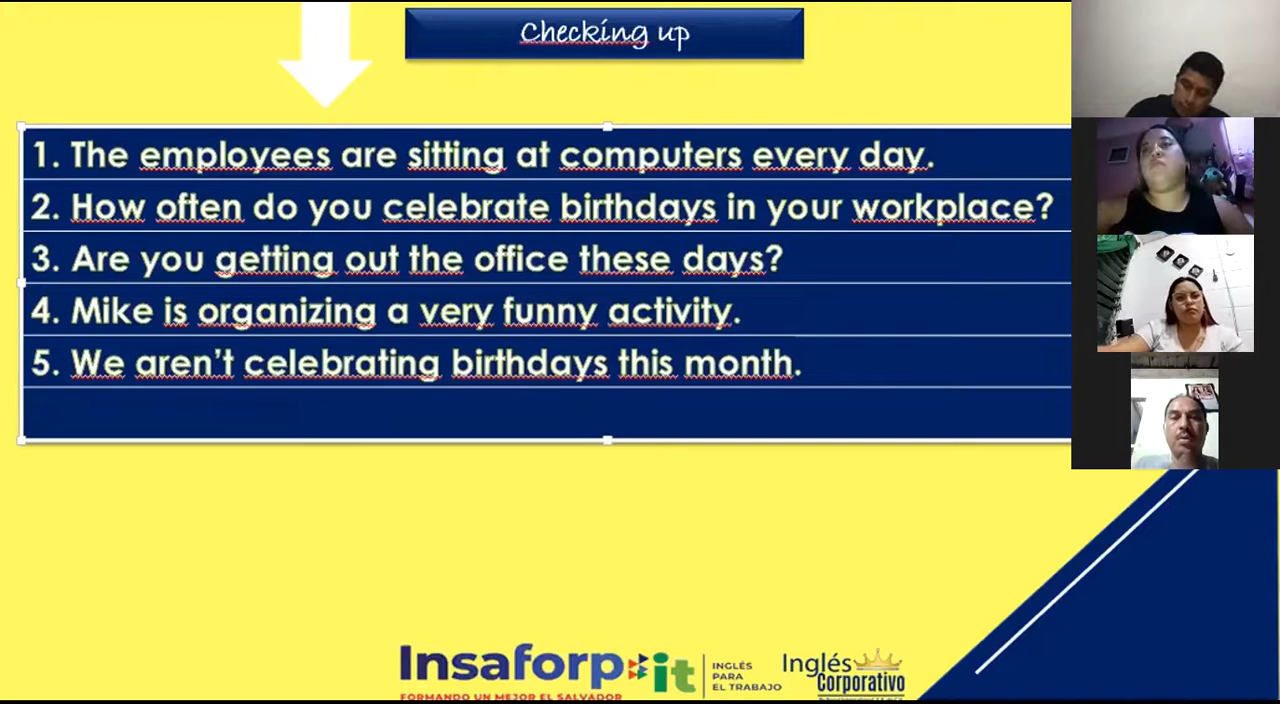 Checking up
1. The employees are sitting at computers every day.
2. How often do you celebrate birthdays in your workplace?
3. Are you getting out the office these days?
4. Mike is organizing a very funny activity.
5. We aren't celebrating birthdays this month.
Insaforp it
FORMANDO UN MEJOR EL SALVADOR
INGLÉS
PARA
EL TRABAJO
Inglés
Corporativo